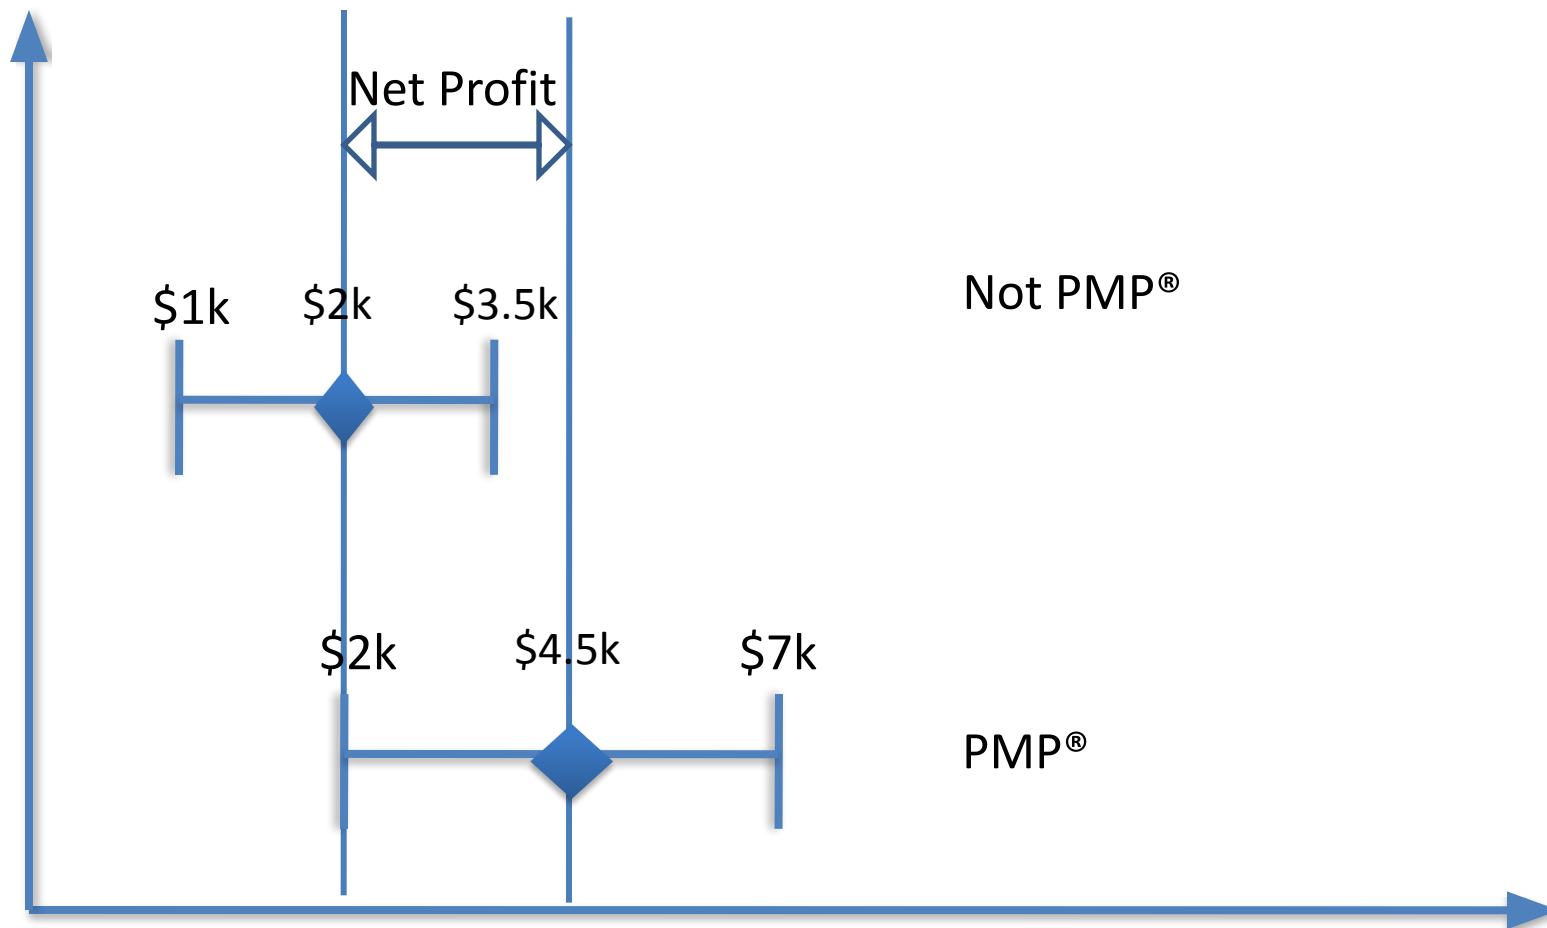 Net Profit
$1k $2k $3.5k
Not PMP®
$2k $4.5k $7k
PMP®